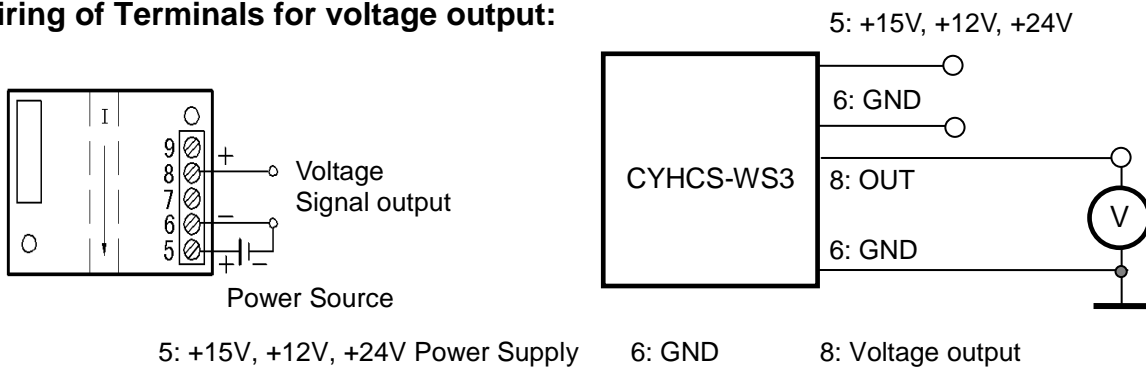 iring of Terminals for voltage output:
5: +15V, +12V, +24V
I
9
8
7
6
5
+
−
+
−
Voltage
Signal output
Power Source
CYHCS-WS3
6: GND
8: OUT
V
6: GND
5: +15V, +12V, +24V Power Supply 6: GND 8: Voltage output